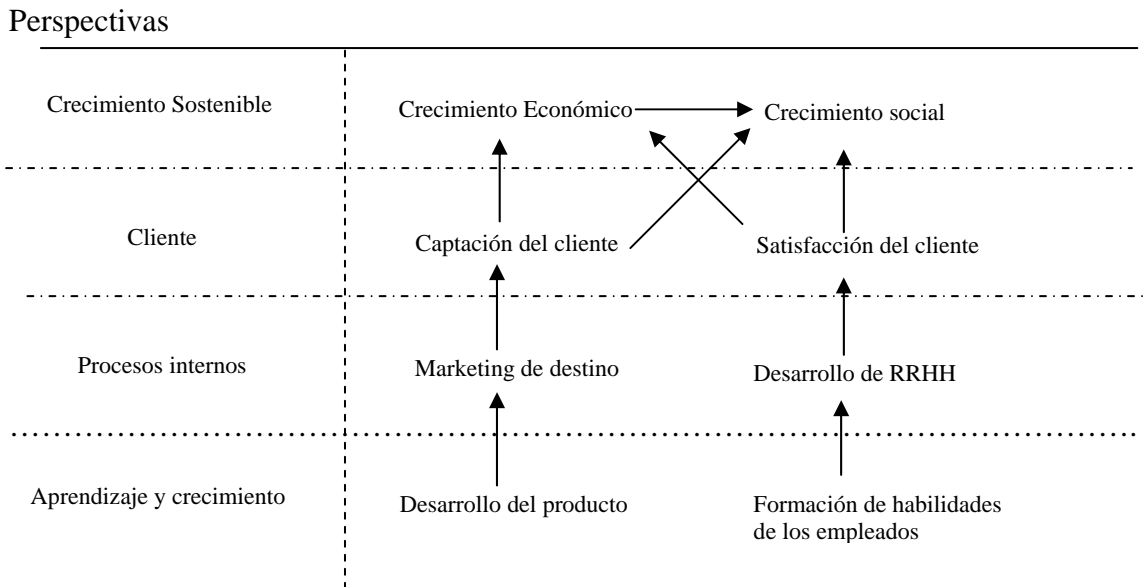 Perspectivas
Crecimiento Sostenible
Crecimiento Económico
Crecimiento social
Cliente
Captación del cliente
Satisfacción del cliente
Procesos internos
Marketing de destino
Desarrollo de RRHH
Aprendizaje y crecimiento
Desarrollo del producto
Formación de habilidades
de los empleados